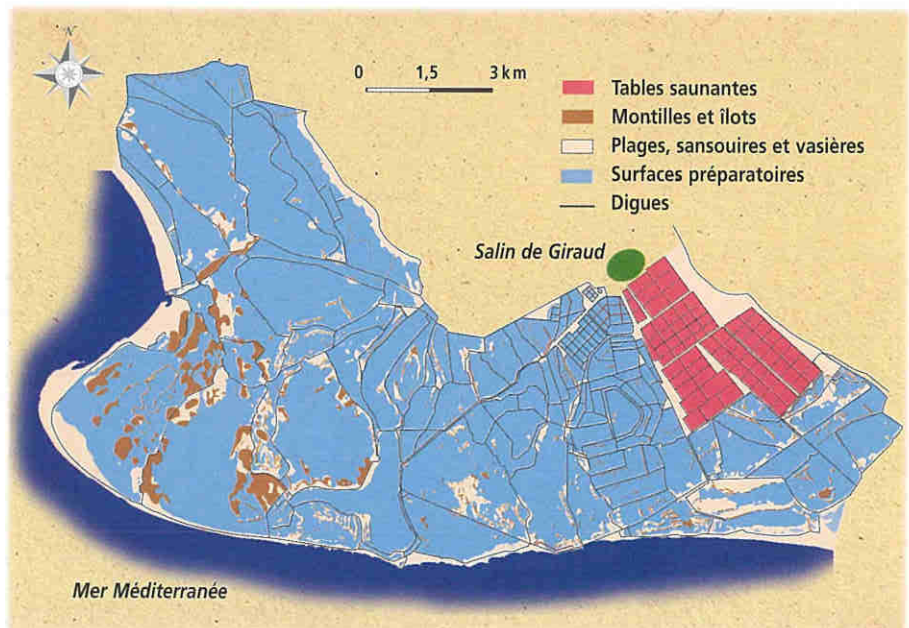 N
0 1,5 3 km
Tables saunantes
Montilles et îlots
Plages, sansouires et vasières
Surfaces préparatoires
Digues
Salin de Giraud
Mer Méditerranée